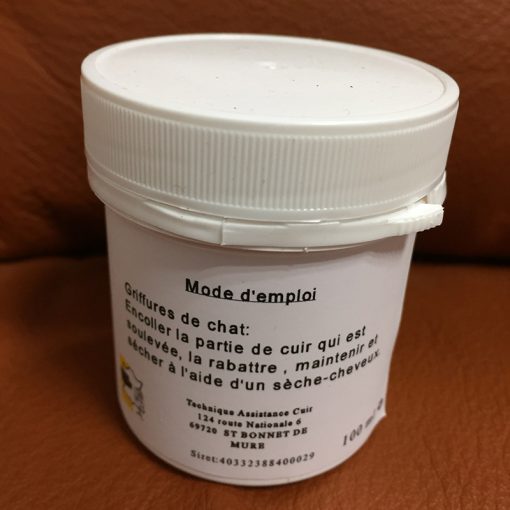 Mode d'emploi
Griffures de chat:
Encoller la partie de cuir qui est
soulevée, la rabattre , maintenir et
sécher à l'aide d'un sèche-cheveux.
Technique Assistance Cuir
124 route Nationale 6
69720 ST BONNET DE
MURE
Siret:40332388400029
100 ml e